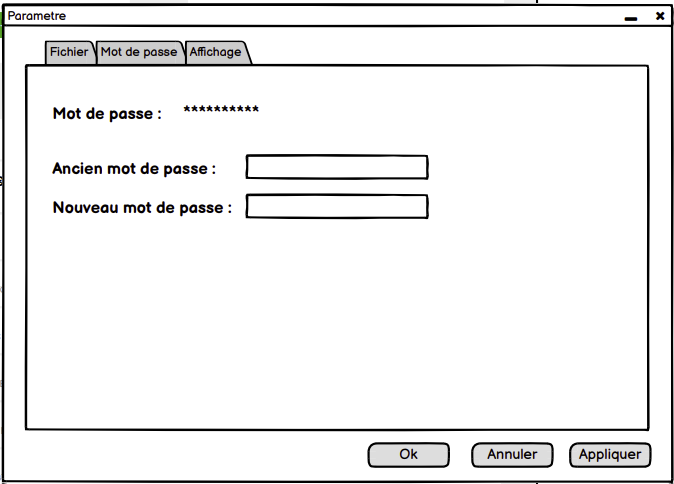 Parametre
Fichier Mot de passe Affichage
Mot de passe : **********
Ancien mot de passe :
Nouveau mot de passe :
Ok Annuler Appliquer